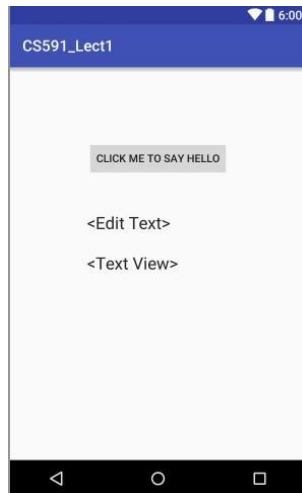 6:00
CS591_Lect1
CLICK ME TO SAY HELLO
<Edit Text>
<Text View>